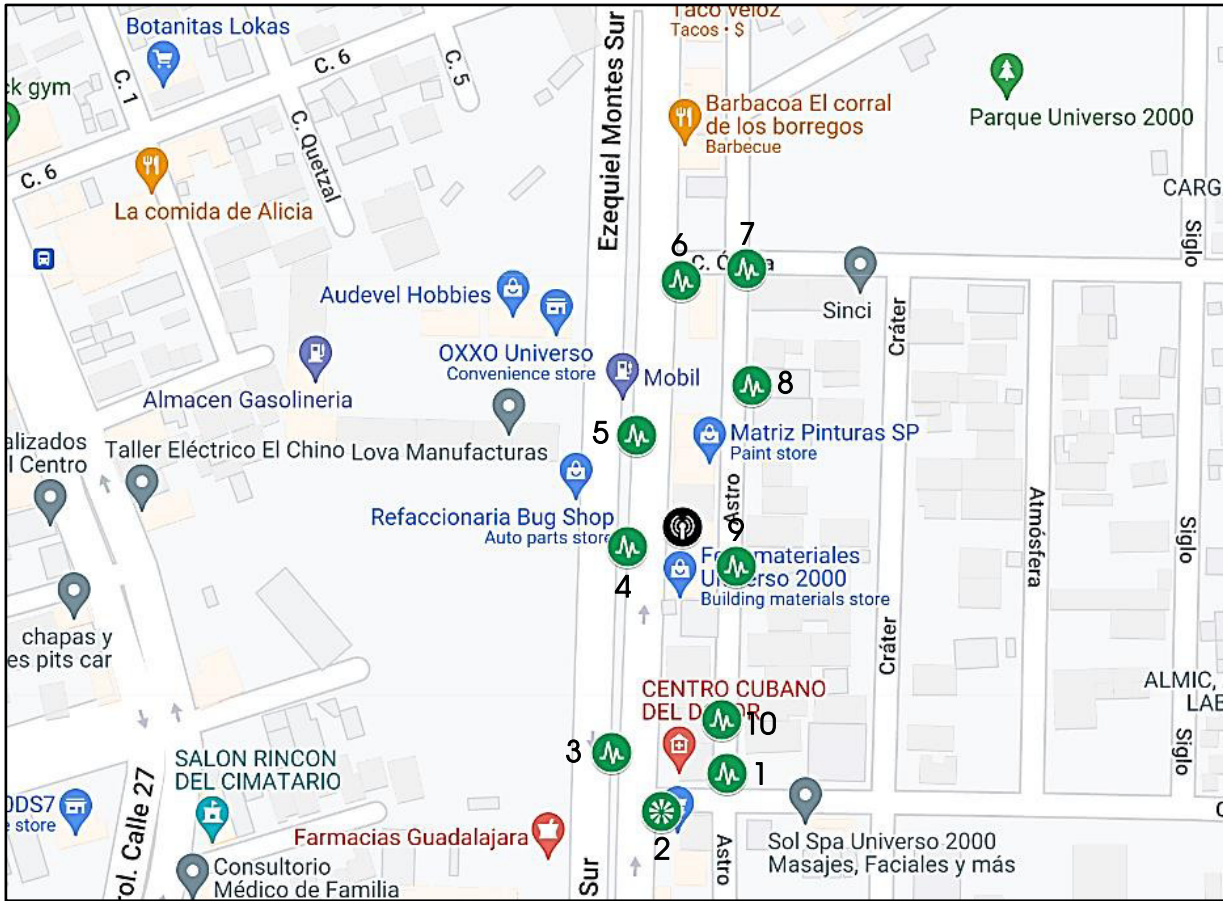 Taco veloz
Tacos • $
Botanitas Lokas
C. 6
C. 5
C. 1
ck gym
C. Quetzal
Ezequiel Montes Sur
Barbacoa El corral
de los borregos
Barbecue
Parque Universo 2000
C. 6
La comida de Alicia
CARG
Siglo
6
7
C.
Sinci
Audevel Hobbies
OXXO Universo
Convenience store
Mobil
Cráter
8
Almacen Gasolineria
5
Matriz Pinturas SP
Paint store
alizados
l Centro
Taller Eléctrico El Chino
Lova Manufacturas
Astro
Atmósfera
Siglo
Refaccionaria Bug Shop
Auto parts store
9
4
materiales
2000
Building materials store
chapas y
es pits car
Cráter
CENTRO CUBANO
DEL
10
ALMIC,
LAB
Siglo
3
1
SALON RINCON
DEL CIMATARIO
0DS7
e store
rol. Calle 27
Farmacias Guadalajara
2
Sur
Astro
Sol Spa Universo 2000
Masajes, Faciales y más
Consultorio
Médico de Familia